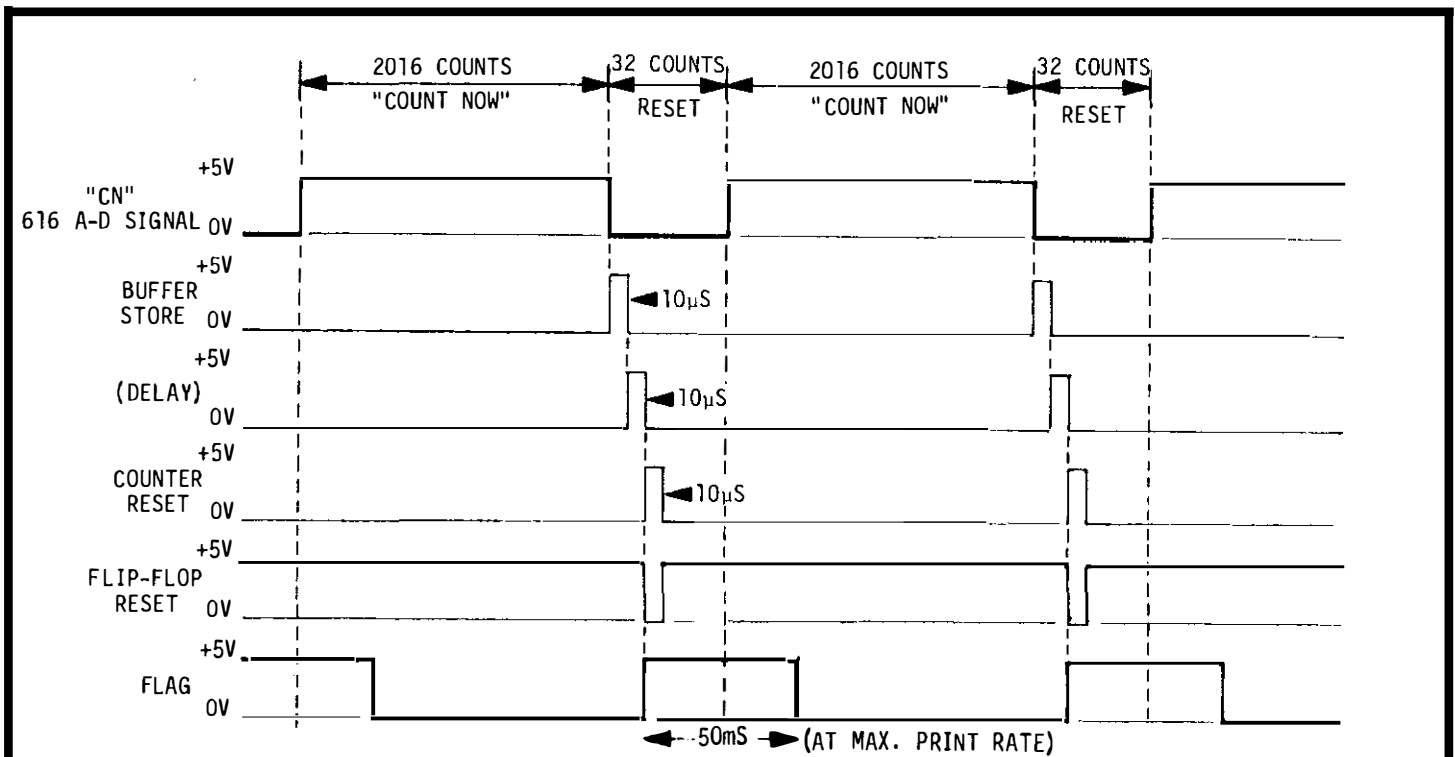 2016 COUNTS 32 COUNTS 2016 COUNTS 32 COUNTS
"COUNT NOW" RESET "COUNT NOW" RESET
+5V
"CN"
616 A-D SIGNAL 0V
+5V
BUFFER
STORE 0V
10µS
+5V
(DELAY)
0V
10µS
+5V
COUNTER
RESET 0V
10µS
+5V
FLIP-FLOP
RESET 0V
+5V
FLAG
0V
50mS (AT MAX. PRINT RATE)